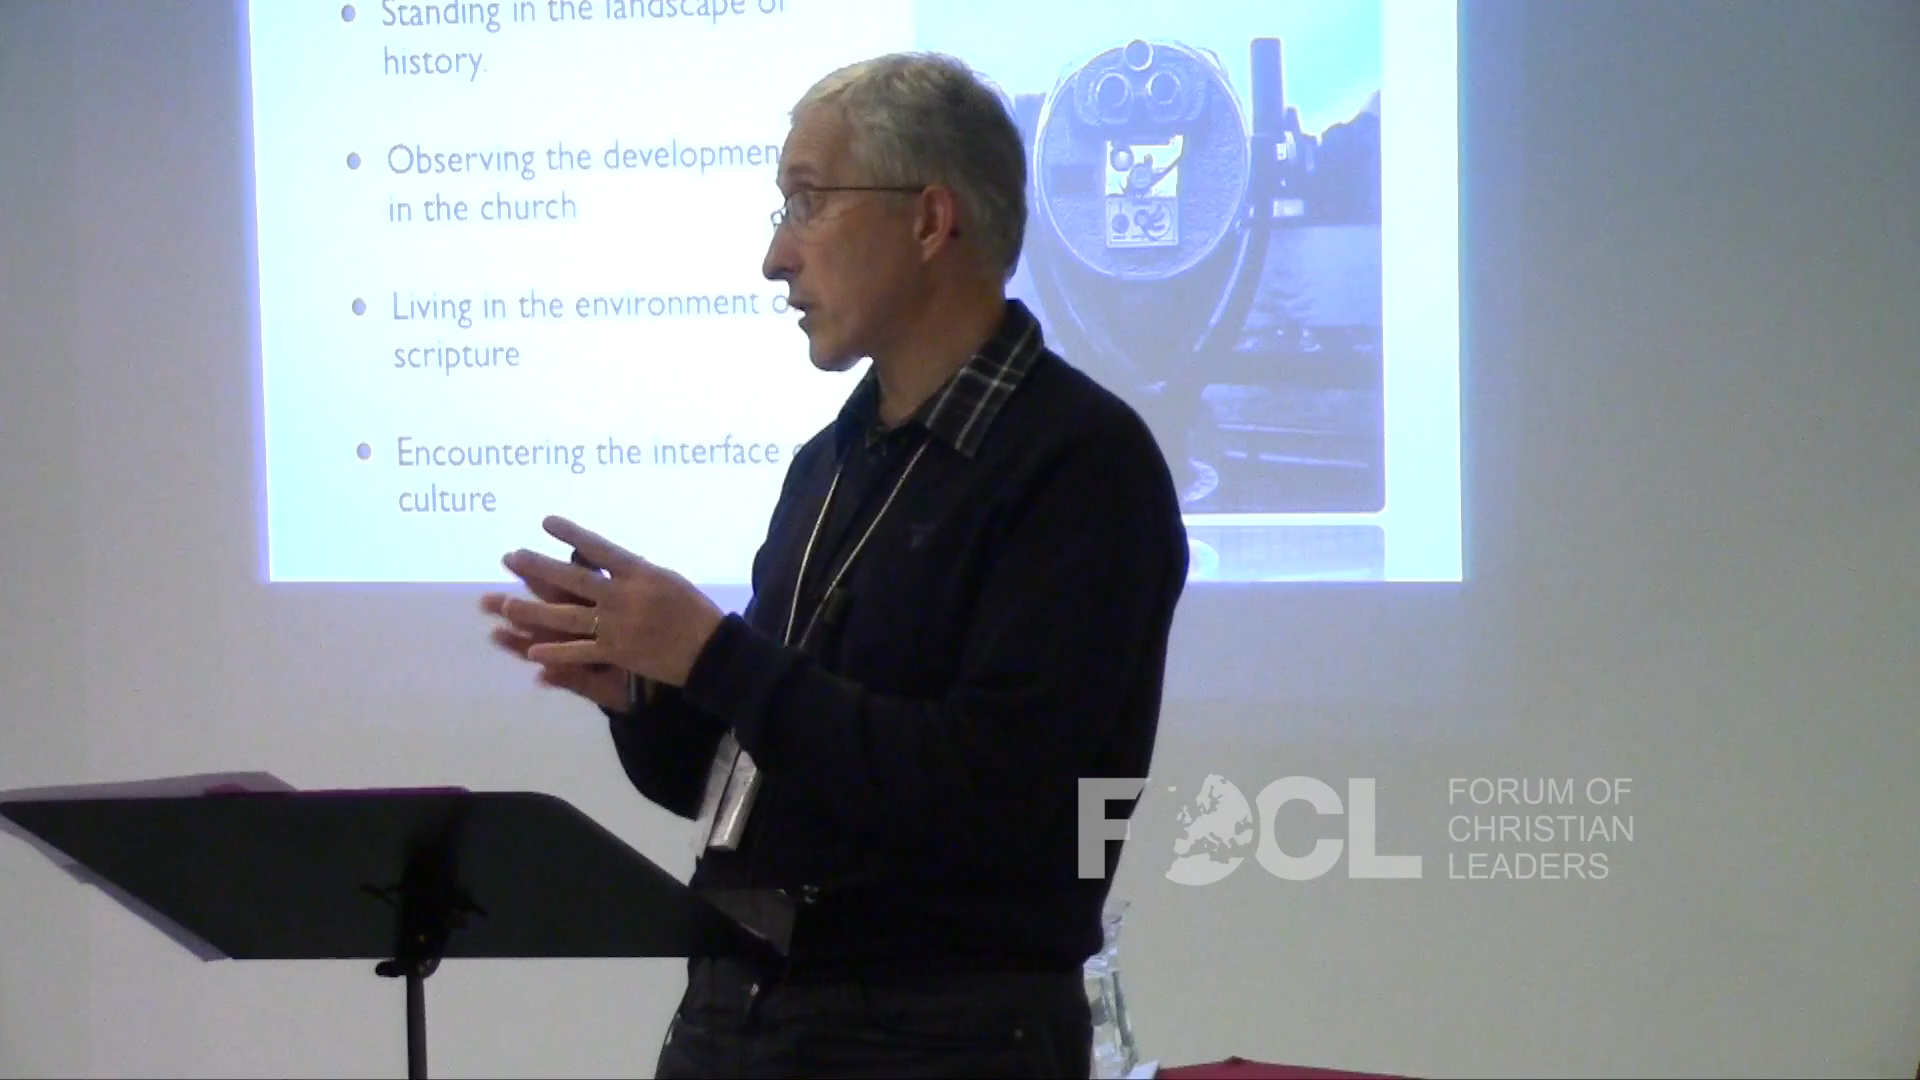 Standing in the landscape of
history.
Observing the developmen
in the church
Living in the environment o
scripture
Encountering the interface
culture
FOCL
FORUM OF
CHRISTIAN
LEADERS